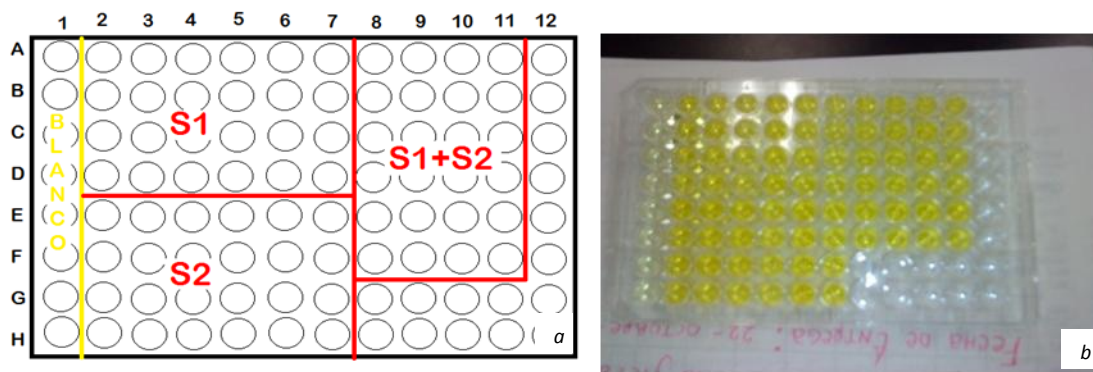 1 2 3 4 5 6 7 8 9 10 11 12
A
B
C
D
E
F
G
H
BLANCO
S1
S1+S2
S2
a
FECHA DE ENTREGA: 22- OCTUBRE
b